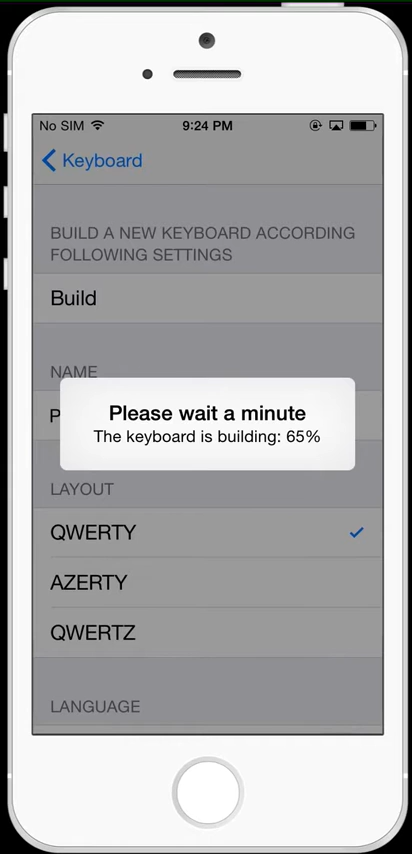 No SIM 9:24 PM
Keyboard
BUILD A NEW KEYBOARD ACCORDING
FOLLOWING SETTINGS
Build
NAME
P
Please wait a minute
The keyboard is building: 65%
LAYOUT
QWERTY
AZERTY
QWERTZ
LANGUAGE